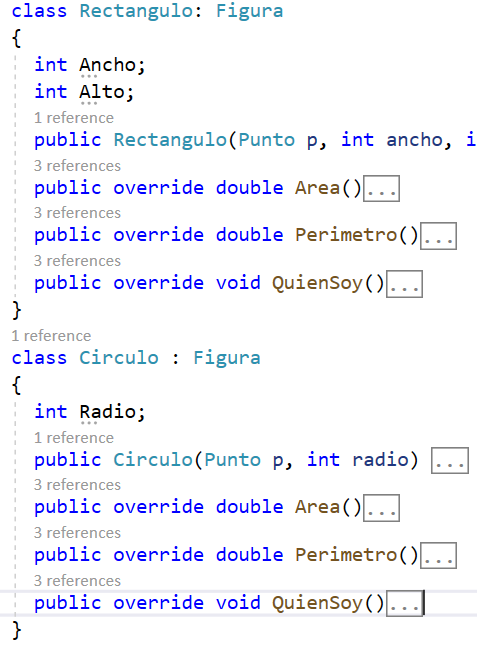 class Rectangulo: Figura
{
int Ancho;
int Alto;
1 reference
public Rectangulo(Punto p, int ancho, i
3 references
public override double Area()...
3 references
public override double Perimetro()...
3 references
public override void QuienSoy()...
}
1 reference
class Circulo : Figura
{
int Radio;
1 reference
public Circulo(Punto p, int radio) ...
3 references
public override double Area()...
3 references
public override double Perimetro()...
3 references
public override void QuienSoy()...
}